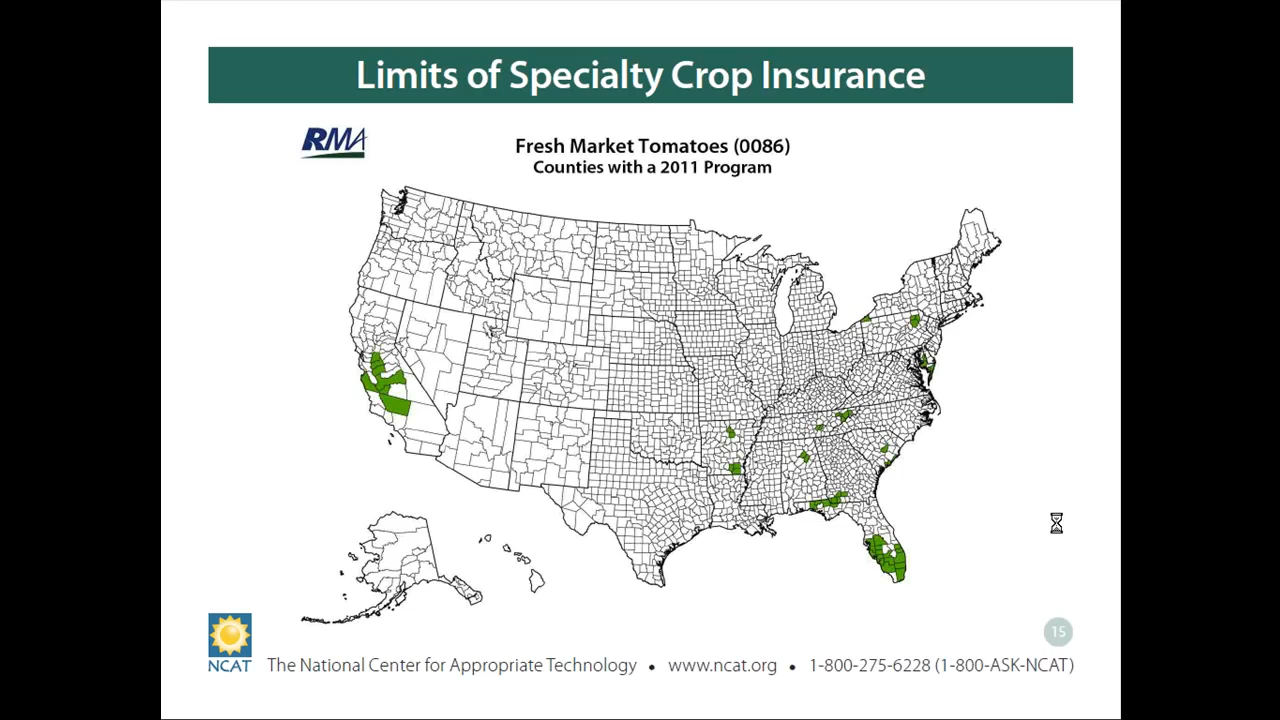 Limits of Specialty Crop Insurance
RMA
Fresh Market Tomatoes (0086)
Counties with a 2011 Program
15
NCAT
The National Center for Appropriate Technology • www.ncat.org • 1-800-275-6228 (1-800-ASK-NCAT)